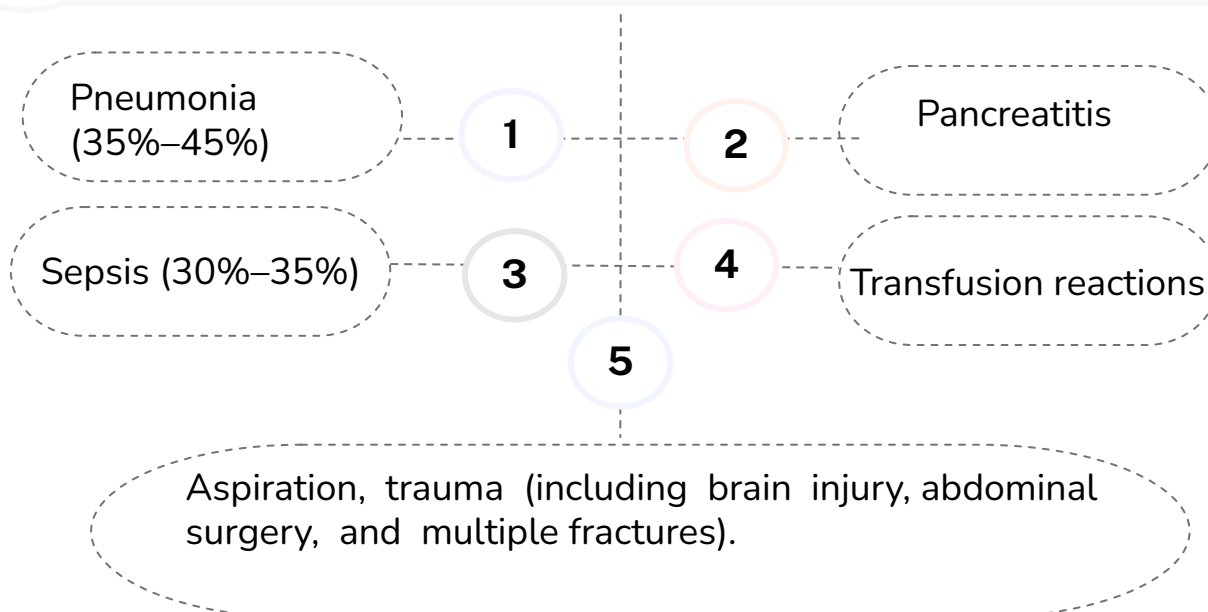 Pneumonia
(35%–45%)
1
2
Pancreatitis
Sepsis (30%–35%)
3
4
Transfusion reactions
5
Aspiration, trauma (including brain injury, abdominal
surgery, and multiple fractures).